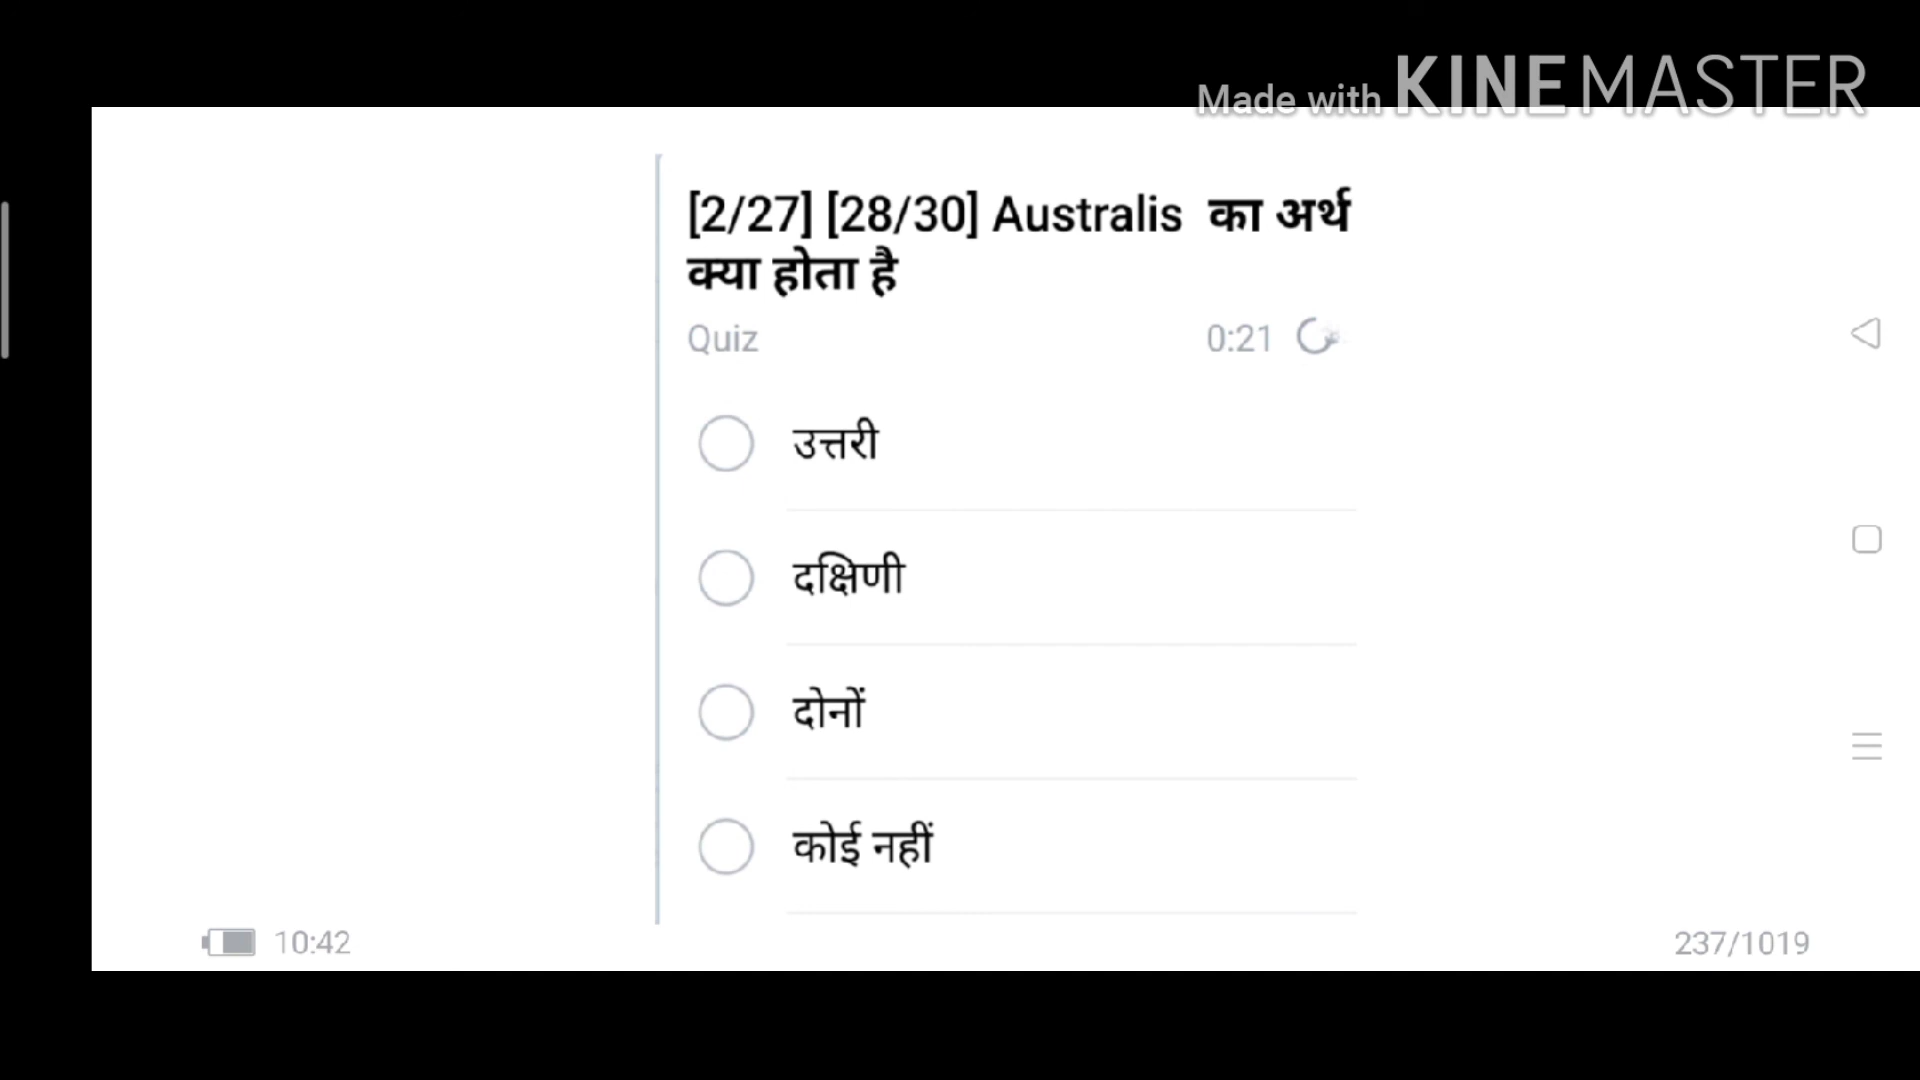 Made with KINEMASTER
[2/27] [28/30] Australis का अर्थ
क्या होता है
Quiz 0:21
उत्तरी
दक्षिणी
दोनों
कोई नहीं
10:42 237/1019